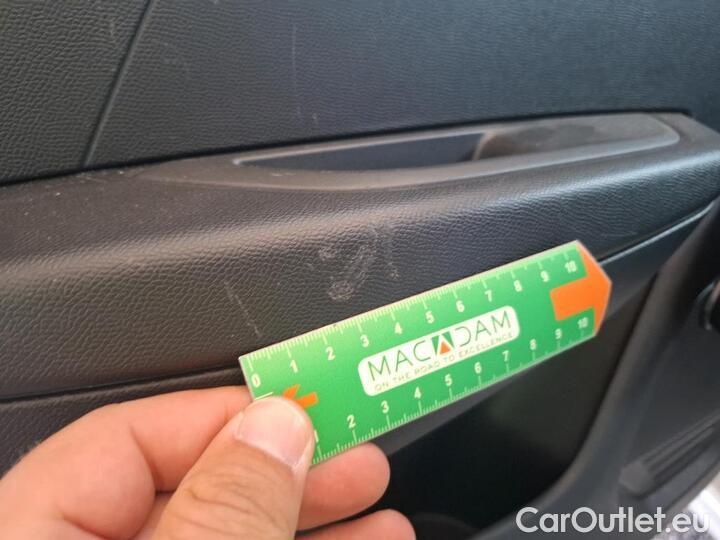 0 1 2 3 4 5 6 7 8 9 10
MACADAM
ON THE ROAD TO EXCELLENCE
1 2 3 4 5 6 7 8 9 10
CarOutlet.eu